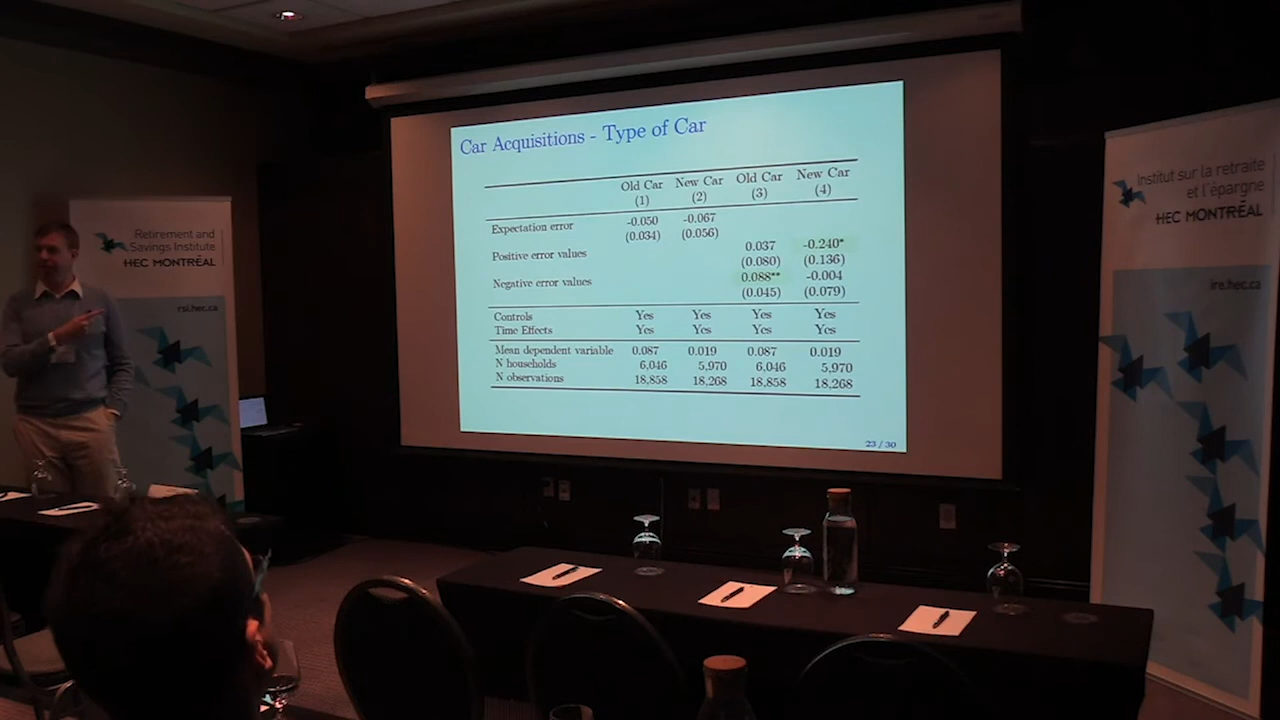 Retirement and
Savings Institute
HEC MONTRĒAL
rsi.hec.ca
Car Acquisitions - Type of Car
Old Car New Car Old Car New Car
(1) (2) (3) (4)
Expectation error -0.050 -0.067
(0.034) (0.056)
Positive error values 0.037 -0.240*
(0.080) (0.136)
Negative error values 0.088** -0.004
(0.045) (0.079)
Controls Yes Yes Yes Yes
Time Effects Yes Yes Yes Yes
Mean dependent variable 0.087 0.019 0.087 0.019
N households 6,046 5,970 6,046 5,970
N observations 18,858 18,268 18,858 18,268
23 / 30
Institut sur la retraite
et l'épargne
HEC MONTRĒAL
ire.hec.ca